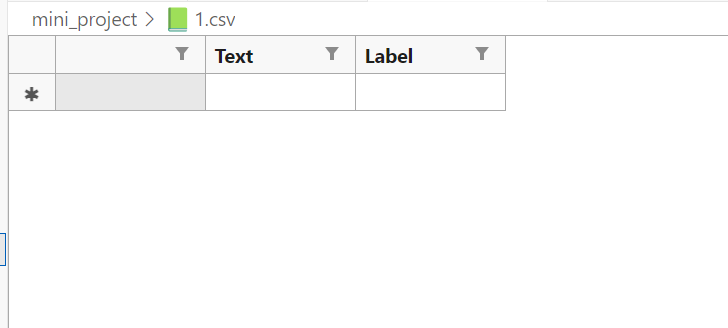 mini_project > 1.csv
Text Label
✱